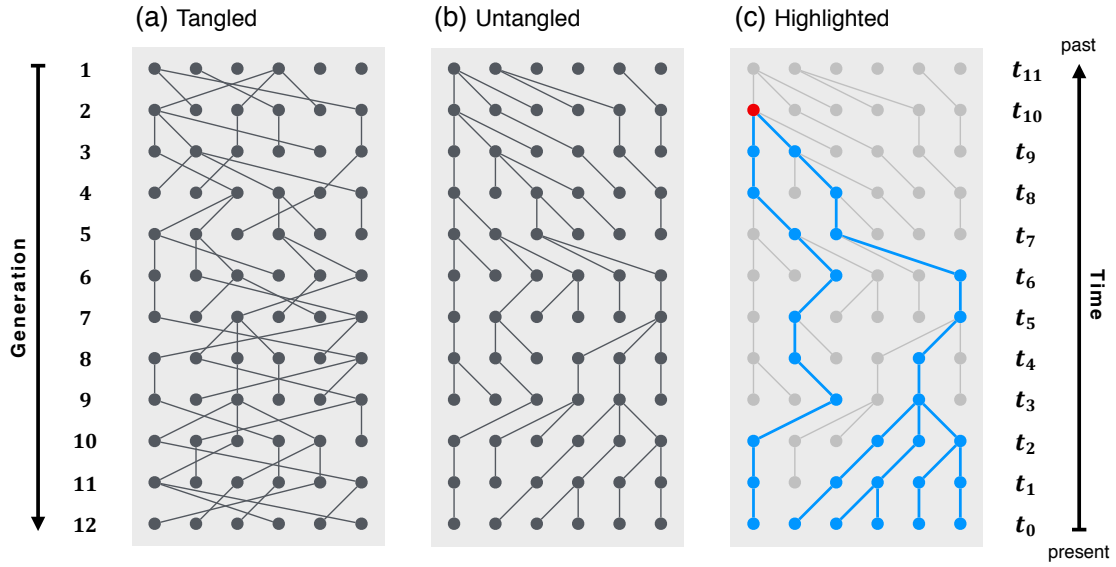 (a) Tangled
(b) Untangled
(c) Highlighted
past
Generation
1
2
3
4
5
6
7
8
9
10
11
12
t₁₁
t₁₀
t₉
t₈
t₇
t₆
t₅
t₄
t₃
t₂
t₁
t₀
Time
present